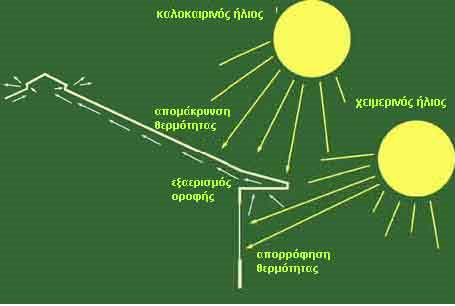 καλοκαιρινός ήλιος
χειμερινός ήλιος
απομάκρυνση
θερμότητας
εξαερισμός
οροφής
απορρόφηση
θερμότητας